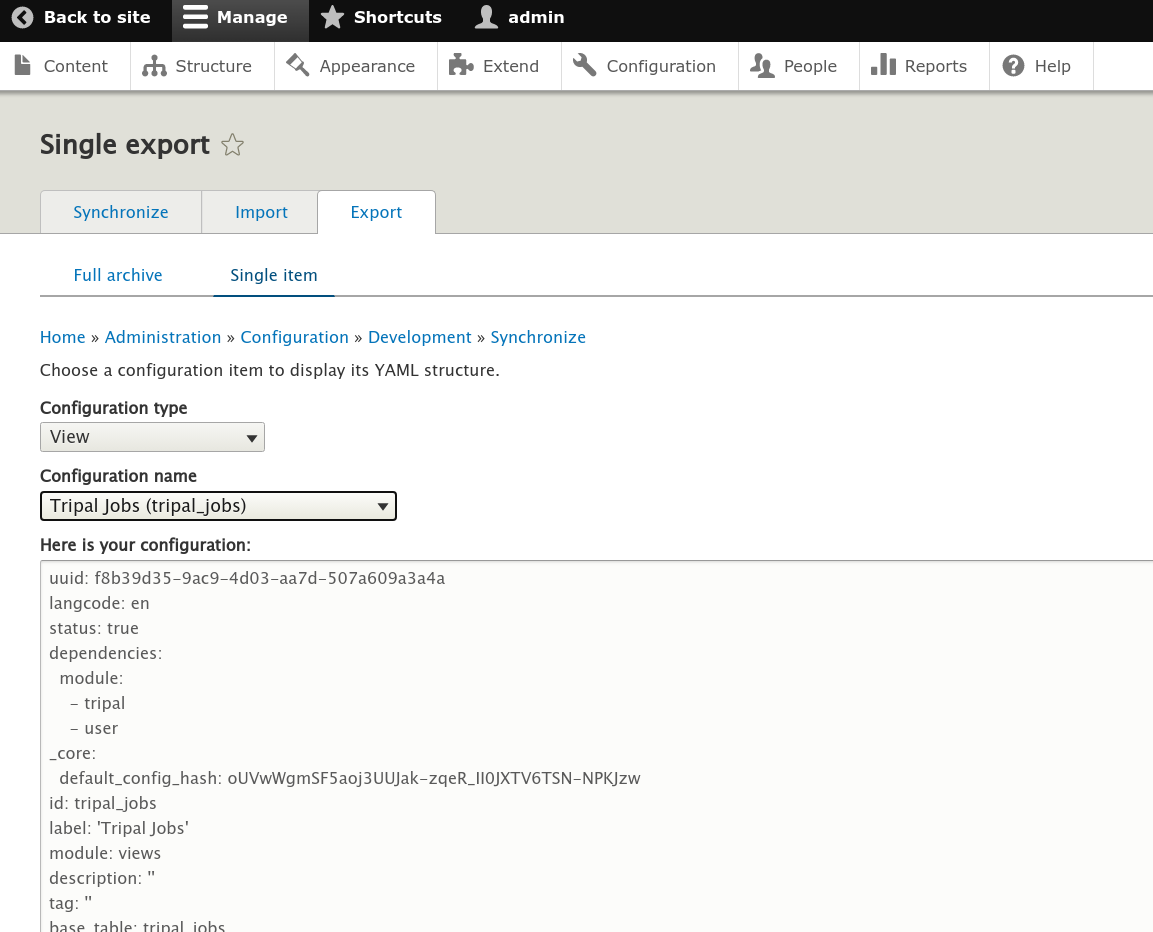 Back to site Manage Shortcuts admin
Content Structure Appearance Extend Configuration People Reports Help
Single export
Synchronize Import Export
Full archive Single item
Home » Administration » Configuration » Development » Synchronize
Choose a configuration item to display its YAML structure.
Configuration type
View
Configuration name
Tripal Jobs (tripal_jobs)
Here is your configuration:
uuid: f8b39d35-9ac9-4d03-aa7d-507a609a3a4a
langcode: en
status: true
dependencies:
  module:
    - tripal
    - user
_core:
  default_config_hash: oUVwWgmSF5aoj3UUJak-zqeR_II0JXTV6TSN-NPKJzw
id: tripal_jobs
label: 'Tripal Jobs'
module: views
description: ''
tag: ''
base_table: tripal_jobs